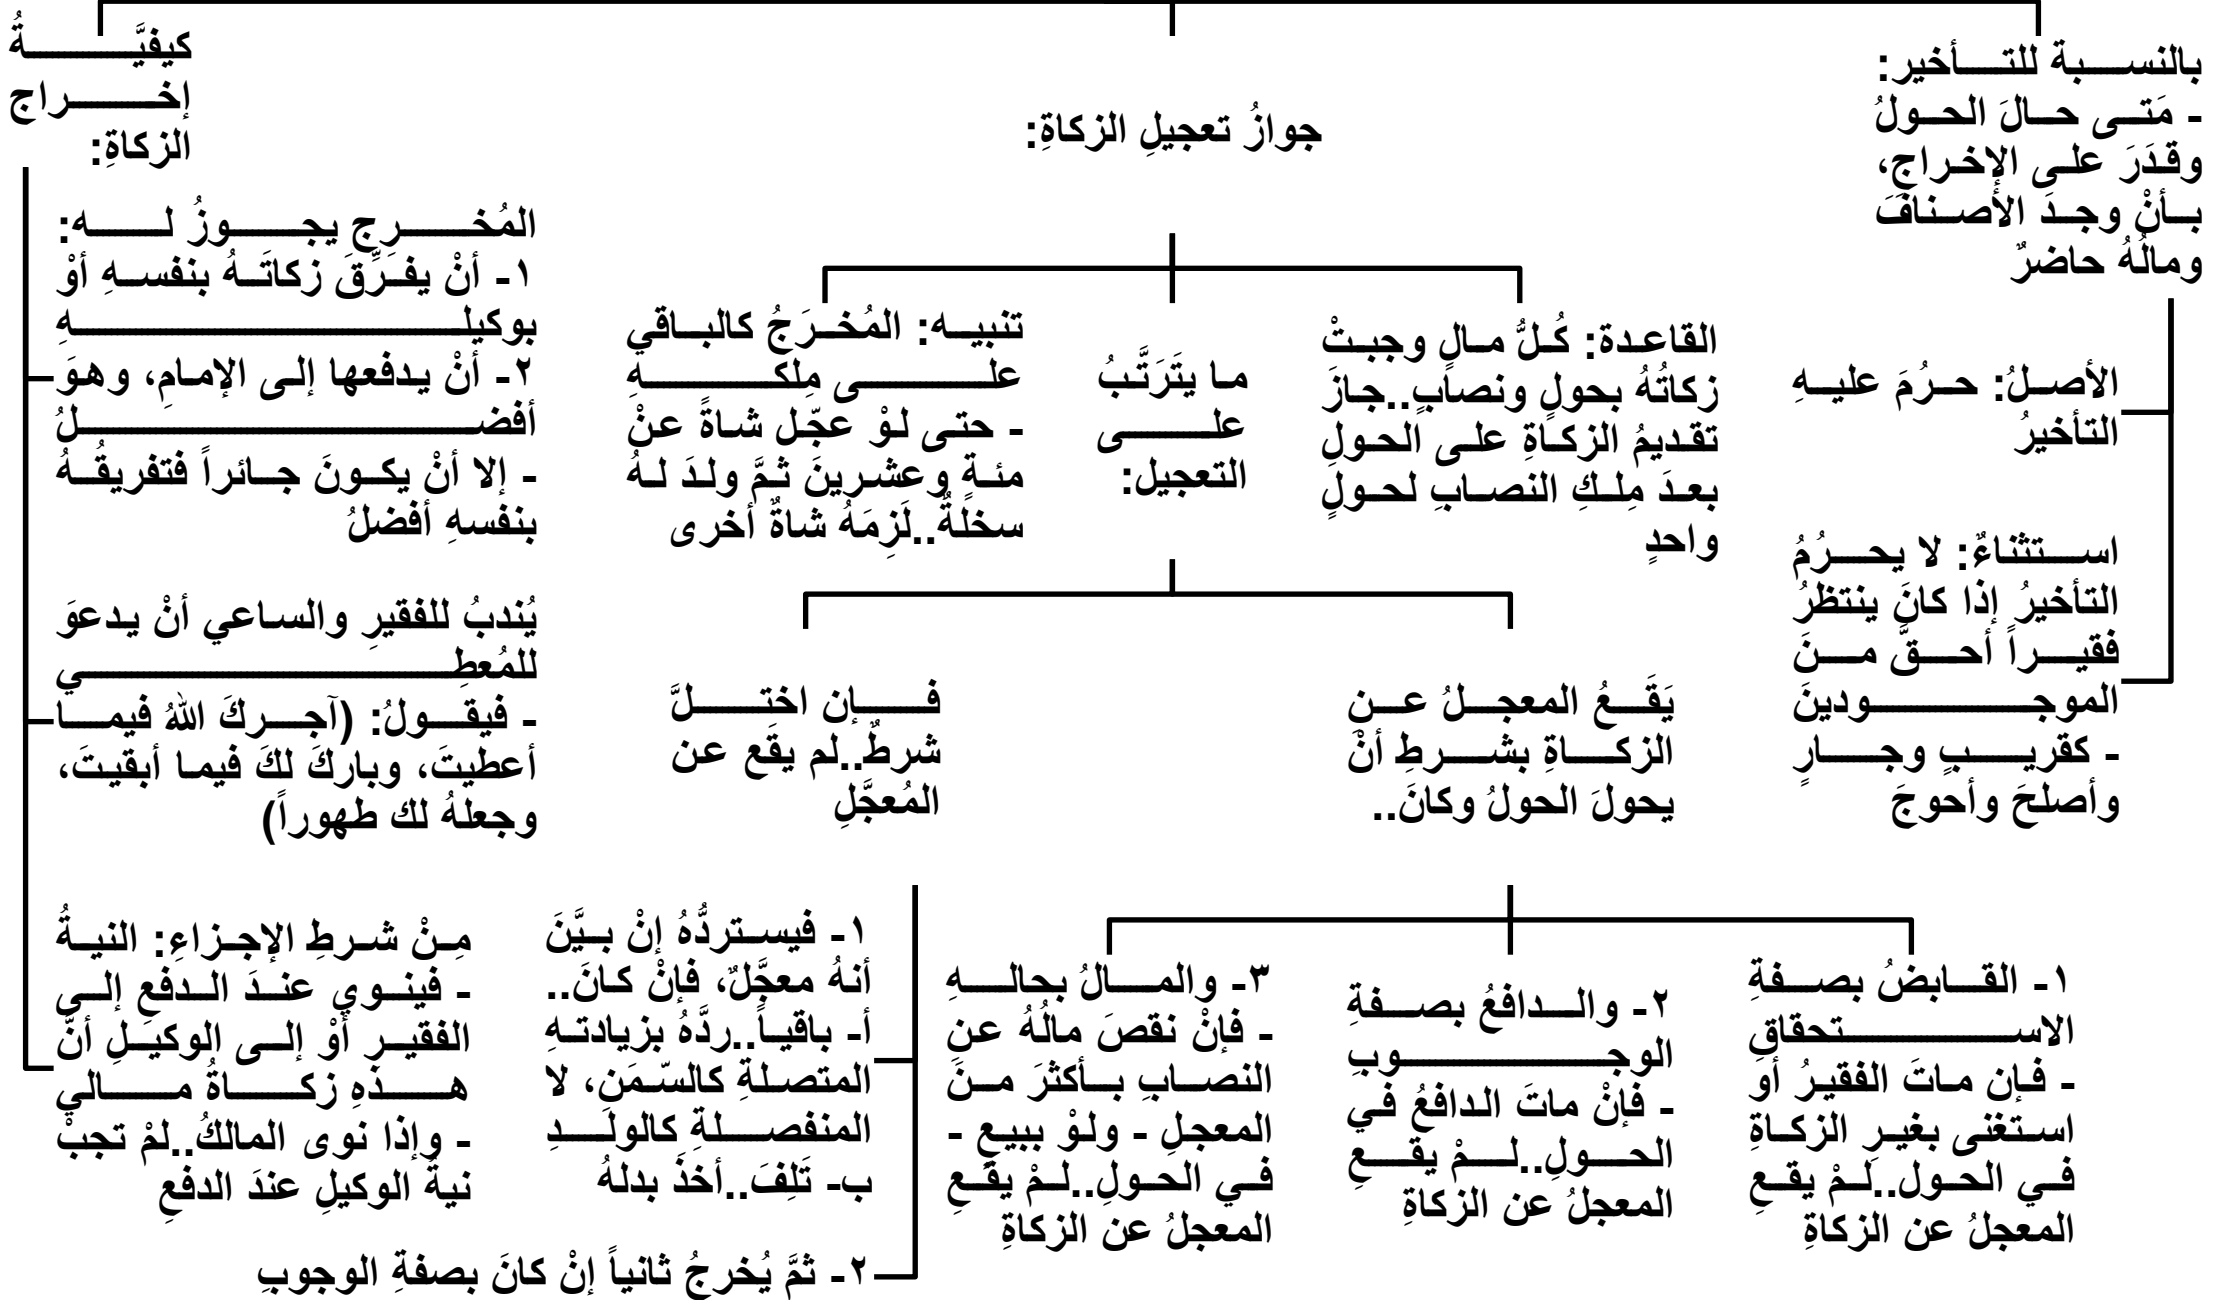 بالنسبة للتأخير:
- مَتى حالَ الحولُ
وقدَرَ على الإخراجِ،
بأنْ وجدَ الأصنافَ
ومالُهُ حاضرٌ
الأصلُ: حرُمَ عليهِ
التأخيرُ
استثناءٌ: لا يحرُمُ
التأخيرُ إذا كانَ ينتظرُ
فقيراً أحقَّ منَ
الموجودينَ
- كقريبٍ وجارٍ
وأصلحَ وأحوجَ
جوازُ تعجيلِ الزكاةِ:
القاعدة: كُلُّ مالٍ وجبتْ
زكاتُهُ بحولٍ ونصابٍ..جازَ
تقديمُ الزكاةِ على الحولِ
بعدَ مِلكِ النصابِ لحولٍ
واحدٍ
ما يتَرَتَّبُ
على
التعجيل:
تنبيه: المُخرَجُ كالباقي
على مِلكهِ
- حتى لوْ عجّل شاةً عنْ
مئةٍ وعشرينَ ثمَّ ولدَ لهُ
سخلةٌ..لَزِمَهُ شاةٌ أخرى
يَقَعُ المعجلُ عنِ
الزكاةِ بشرطِ أنْ
يحولَ الحولُ وكانَ..
١- القابضُ بصفةِ
الاستحقاقِ
- فإن ماتَ الفقيرُ أو
استغنى بغيرِ الزكاةِ
في الحول..لمْ يقعِ
المعجلُ عن الزكاةِ
٢- والدافعُ بصفةِ
الوجوبِ
- فإنْ ماتَ الدافعُ في
الحولِ..لمْ يقعِ
المعجلُ عن الزكاةِ
٣- والمالُ بحالهِ
- فإنْ نقصَ مالُهُ عنِ
النصابِ بأكثرَ منَ
المعجلِ - ولوْ ببيعٍ -
في الحولِ..لمْ يقعِ
المعجلُ عن الزكاةِ
فإن اختلَّ
شرطٌ..لم يقَع عن
المُعجَّلِ
١- فيستردُّهُ إنْ بيَّنَ
أنهُ معجَّلٌ، فإنْ كانَ..
أ- باقياً..ردَّهُ بزيادتهِ
المتصلةِ كالسّمَنِ، لا
المنفصلةِ كالولَدِ
ب- تَلِفَ..أخذَ بدلهُ
٢- ثمَّ يُخرجُ ثانياً إنْ كانَ بصفةِ الوجوبِ
كيفيَّةُ
إخراج
الزكاةِ:
المُخرج يجوزُ له:
١- أنْ يفرِّقَ زكاتَهُ بنفسهِ أوْ
بوكيلهِ
٢- أنْ يدفعها إلى الإمامِ، وهوَ
أفضلُ
- إلا أنْ يكونَ جائراً فتفريقُهُ
بنفسهِ أفضلُ
يُندبُ للفقيرِ والساعي أنْ يدعوَ
للمُعطِي
- فيقولُ: (آجركَ اللهُ فيما
أعطيتَ، وباركَ لكَ فيما أبقيتَ،
وجعلهُ لك طهوراً)
مِنْ شرطِ الإجزاءِ: النيةُ
- فينوي عندَ الدفعِ إلى
الفقيرِ أوْ إلى الوكيلِ أنَّ
هذهِ زكاةُ مالي
- وإذا نوى المالكُ..لمْ تجبْ
نيةُ الوكيلِ عندَ الدفعِ